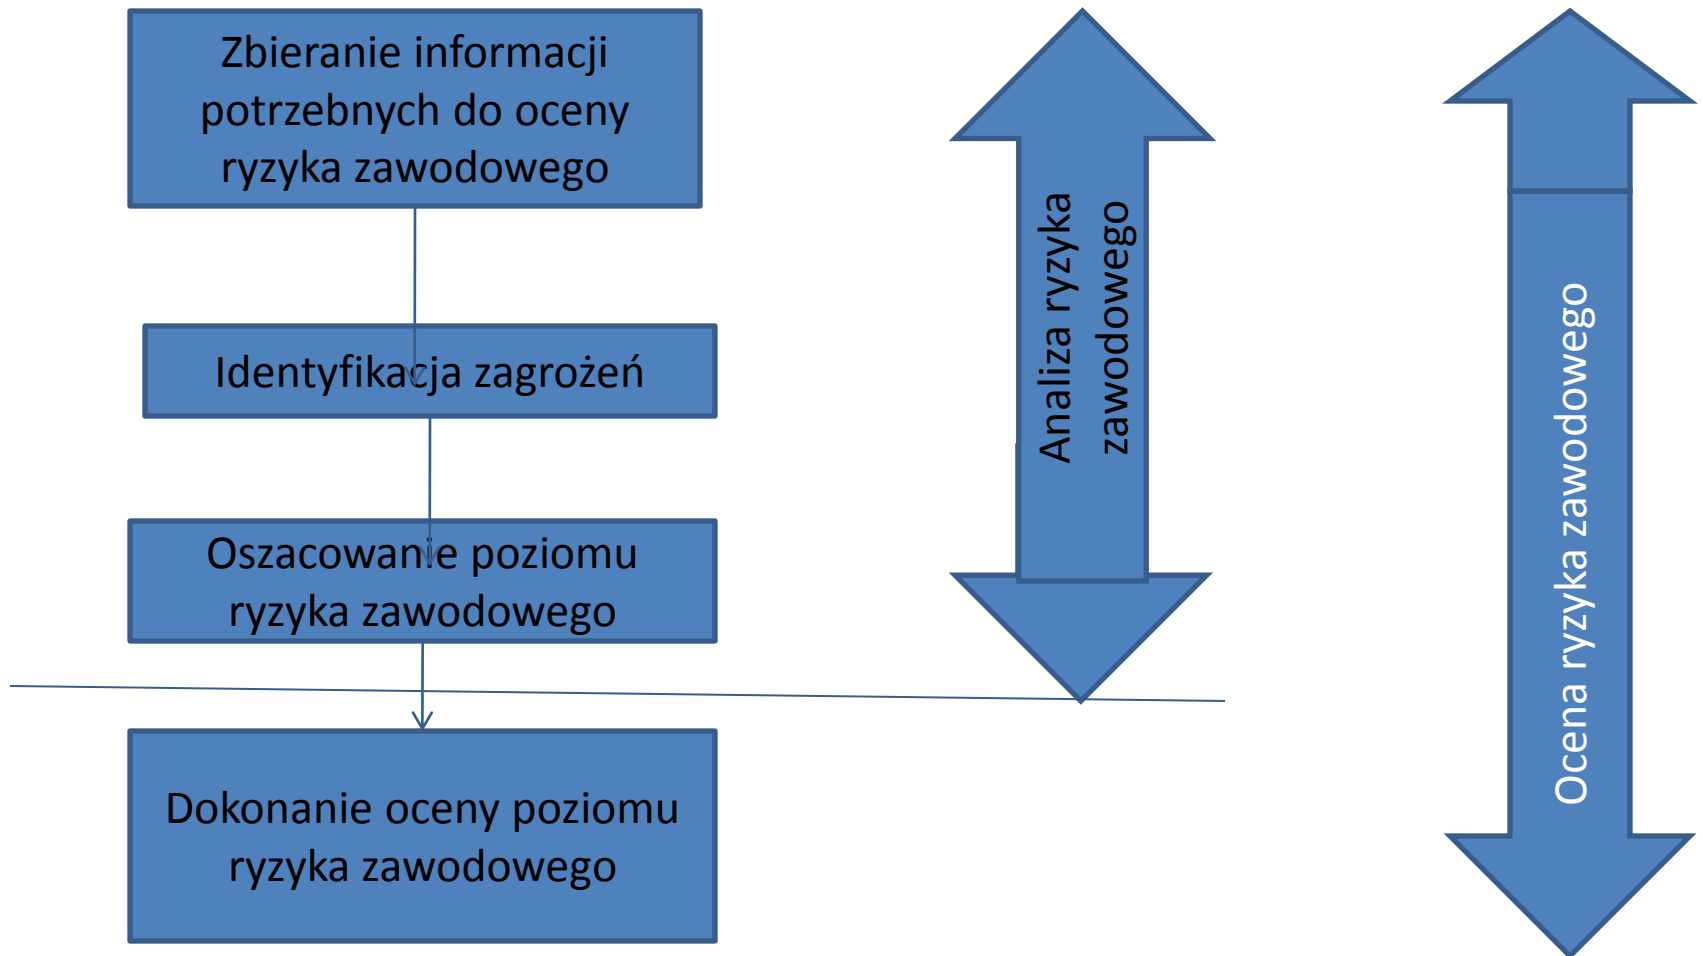 Zbieranie informacji
potrzebnych do oceny
ryzyka zawodowego
Identyfikacja zagrożeń
Oszacowanie poziomu
ryzyka zawodowego
Dokonanie oceny poziomu
ryzyka zawodowego
Analiza ryzyka
zawodowego
Ocena ryzyka zawodowego